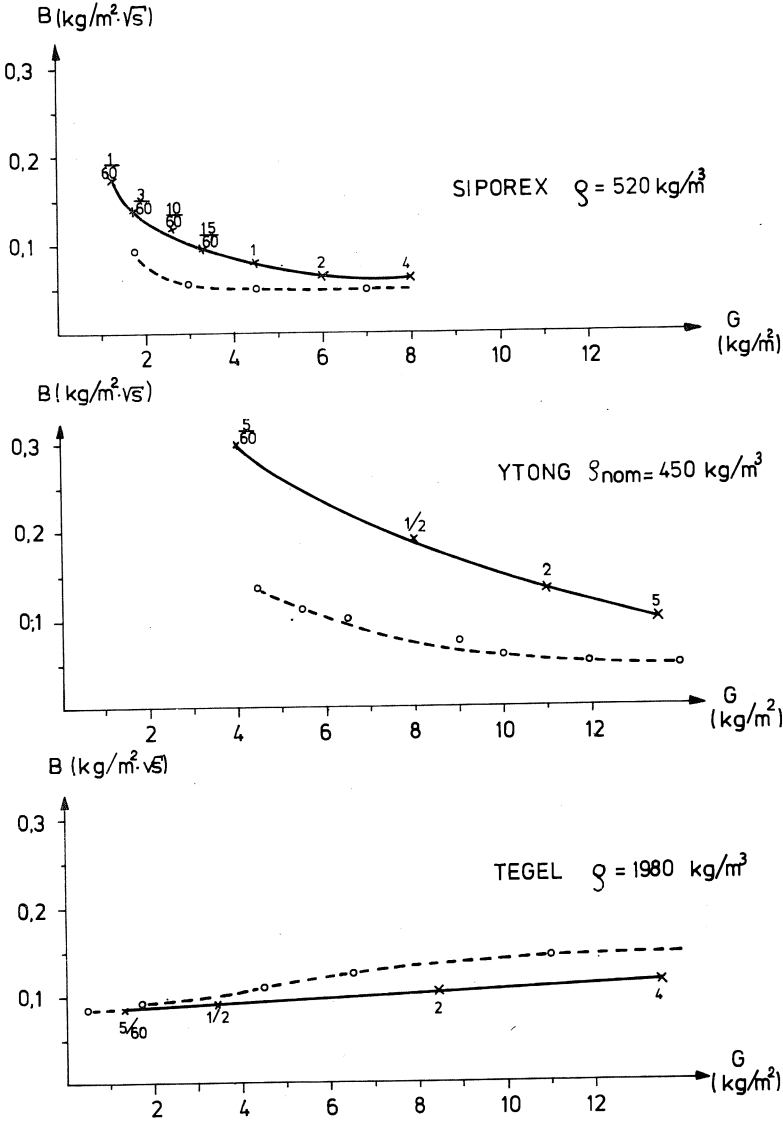 B (kg/m²·√s)
0,3
0,2
0,1
1/60
3/60
10/60
15/60
1
2
4
SIPOREX ρ = 520 kg/m³
2 4 6 8 10 12
G
(kg/m²)
B (kg/m²·√s)
0,3
0,2
0,1
5/60
1/2
2
5
YTONG ρnom = 450 kg/m³
2 4 6 8 10 12
G
(kg/m²)
B (kg/m²·√s)
0,3
0,2
0,1
TEGEL ρ = 1980 kg/m³
5/60
1/2
2
4
2 4 6 8 10 12
G
(kg/m²)